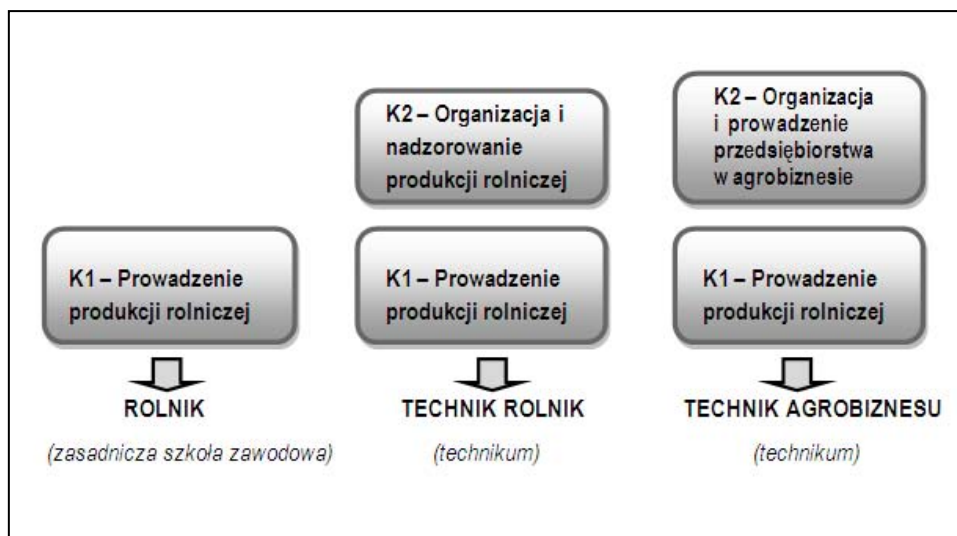 K2 – Organizacja i
nadzorowanie
produkcji rolniczej
K2 – Organizacja
i prowadzenie
przedsiębiorstwa
w agrobiznesie
K1 – Prowadzenie
produkcji rolniczej
K1 – Prowadzenie
produkcji rolniczej
K1 – Prowadzenie
produkcji rolniczej
ROLNIK
(zasadnicza szkoła zawodowa)
TECHNIK ROLNIK
(technikum)
TECHNIK AGROBIZNESU
(technikum)